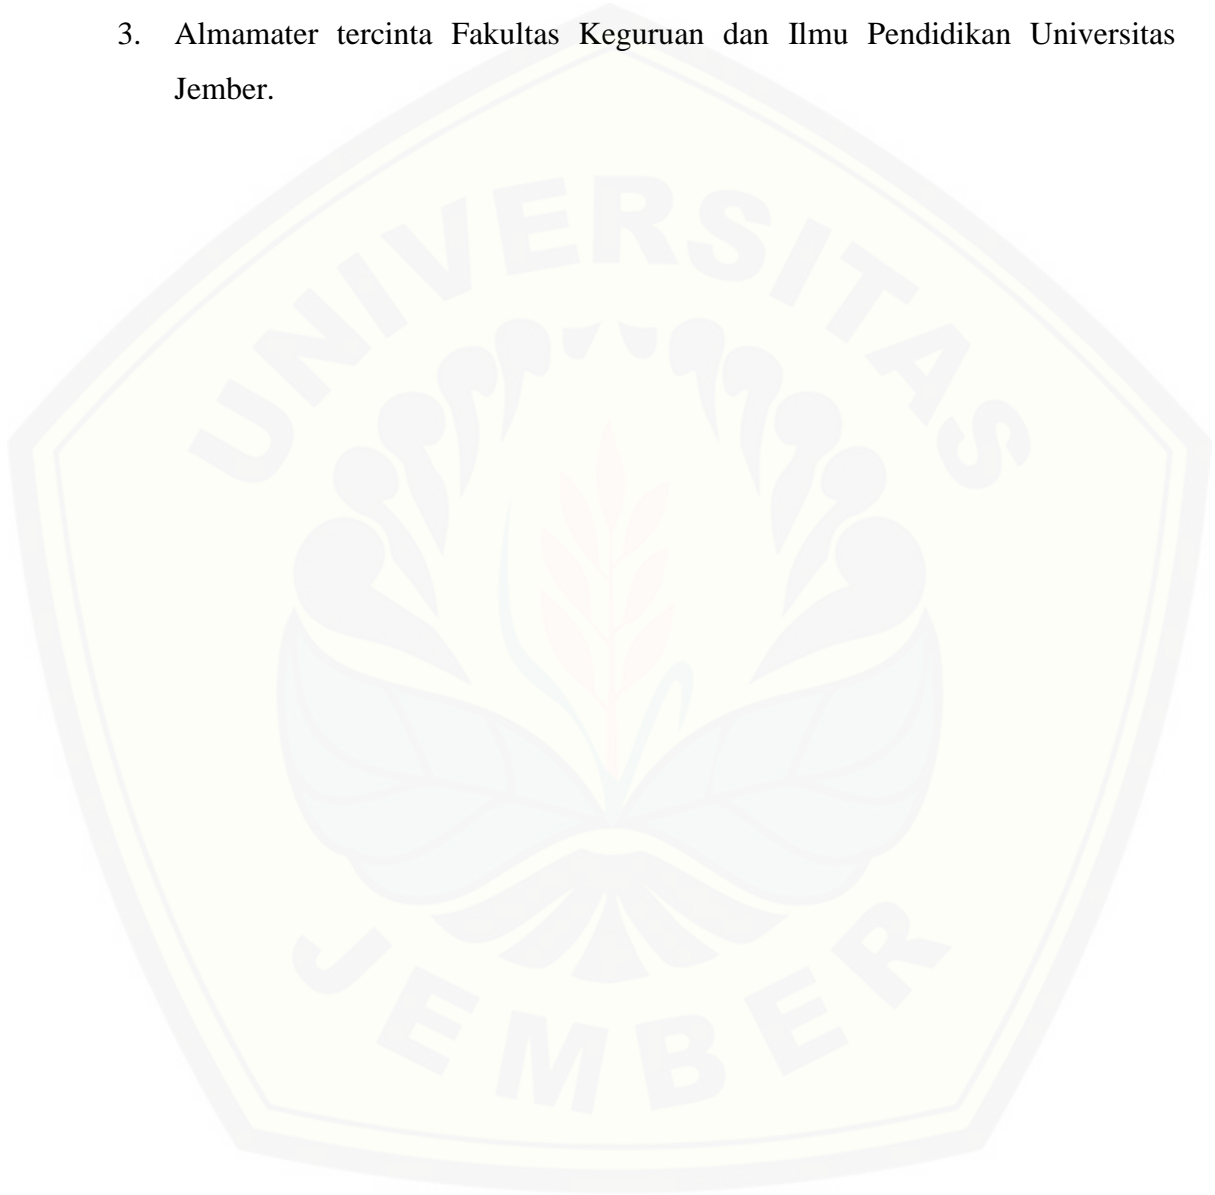 3. Almamater tercinta Fakultas Keguruan dan Ilmu Pendidikan Universitas
Jember.
UNIVERSITAS
JEMBER